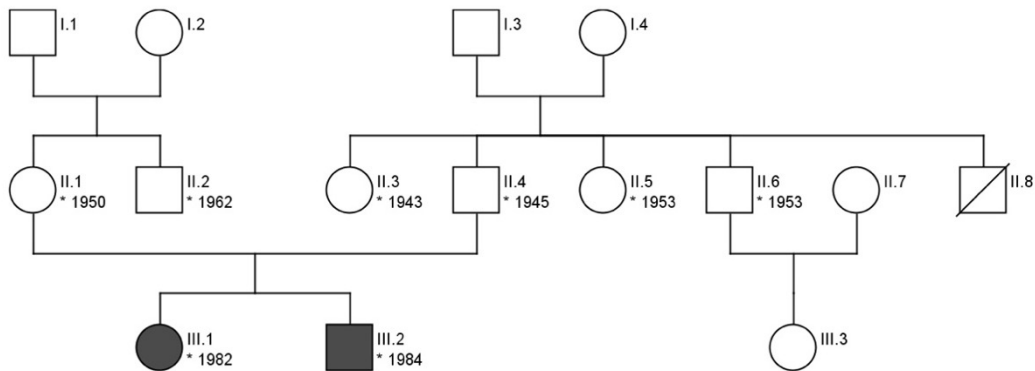 I.1
I.2
I.3
I.4
II.1
* 1950
II.2
* 1962
II.3
* 1943
II.4
* 1945
II.5
* 1953
II.6
* 1953
II.7
II.8
III.1
* 1982
III.2
* 1984
III.3